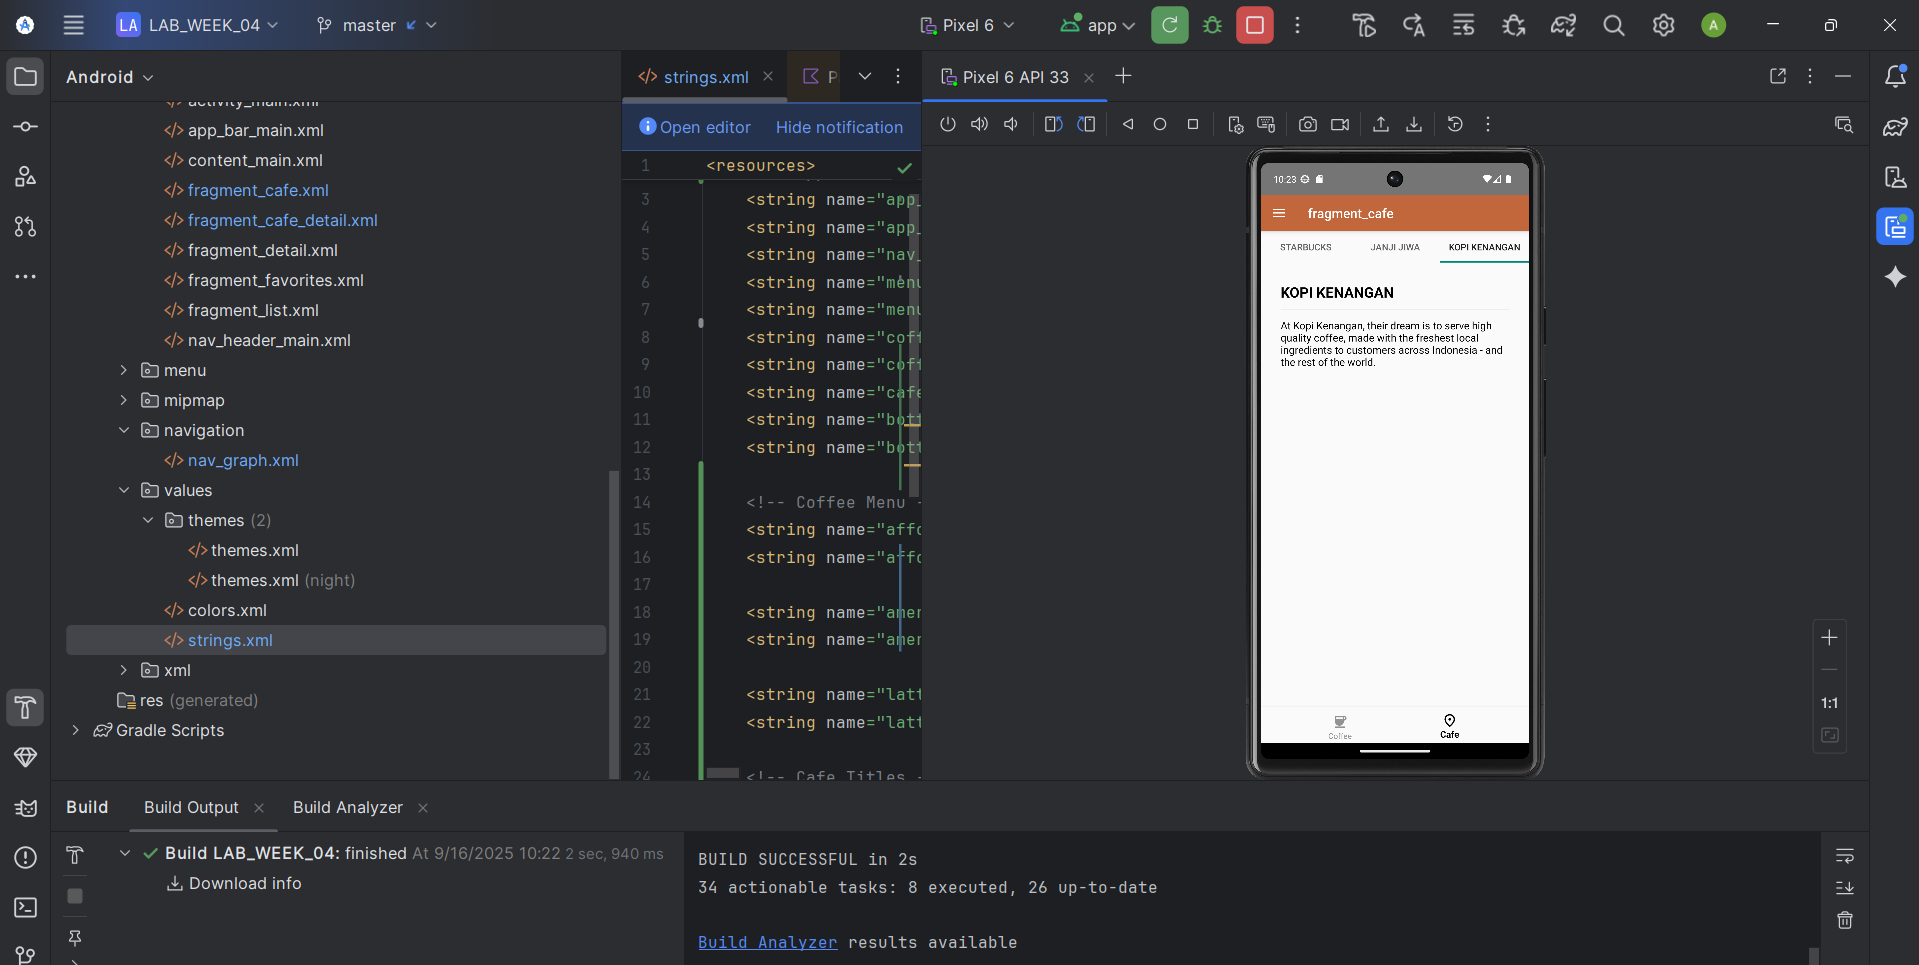 LA LAB_WEEK_04
master
Pixel 6
app
A
Android
strings.xml
P
Pixel 6 API 33
activity_main.xml
app_bar_main.xml
content_main.xml
fragment_cafe.xml
fragment_cafe_detail.xml
fragment_detail.xml
fragment_favorites.xml
fragment_list.xml
nav_header_main.xml
menu
mipmap
navigation
nav_graph.xml
values
themes (2)
themes.xml
themes.xml (night)
colors.xml
strings.xml
xml
res (generated)
Gradle Scripts
Open editor Hide notification
1 <resources>
3 <string name="app_
4 <string name="app_
5 <string name="nav_
6 <string name="menu
7 <string name="menu
8 <string name="coff
9 <string name="coff
10 <string name="cafe
11 <string name="bott
12 <string name="bott
13
14 <!-- Coffee Menu -
15 <string name="affo
16 <string name="affo
17
18 <string name="amer
19 <string name="amer
20
21 <string name="latt
22 <string name="latt
23
24 <!-- Cafe Titles -
10:23
fragment_cafe
STARBUCKS JANJI JIWA KOPI KENANGAN
KOPI KENANGAN
At Kopi Kenangan, their dream is to serve high
quality coffee, made with the freshest local
ingredients to customers across Indonesia - and
the rest of the world.
Coffee Cafe
1:1
Build Build Output Build Analyzer
Build LAB_WEEK_04: finished At 9/16/2025 10:22 2 sec, 940 ms
Download info
BUILD SUCCESSFUL in 2s
34 actionable tasks: 8 executed, 26 up-to-date
Build Analyzer results available